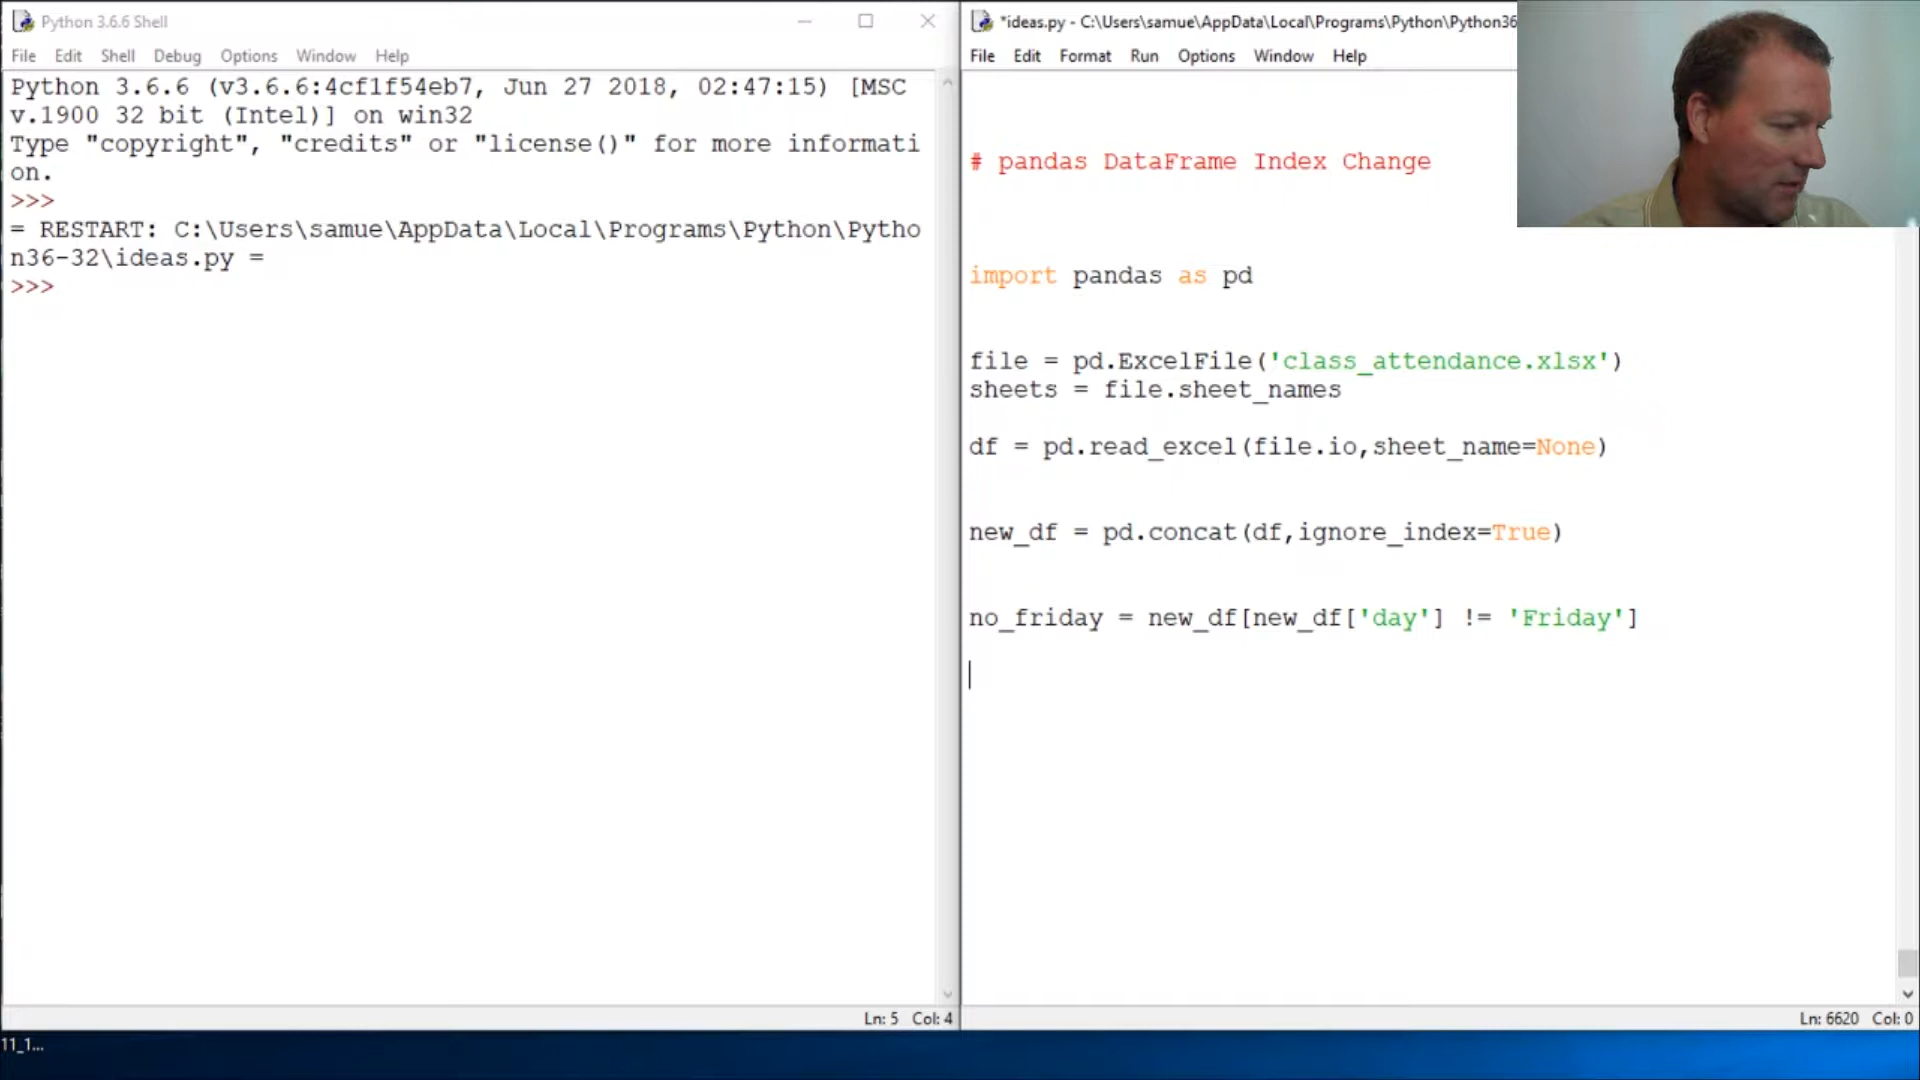 Python 3.6.6 Shell
File Edit Shell Debug Options Window Help
Python 3.6.6 (v3.6.6:4cf1f54eb7, Jun 27 2018, 02:47:15) [MSC
v.1900 32 bit (Intel)] on win32
Type "copyright", "credits" or "license()" for more informati
on.
>>>
= RESTART: C:\Users\samue\AppData\Local\Programs\Python\Pytho
n36-32\ideas.py =
>>>
Ln: 5 Col: 4
*ideas.py - C:\Users\samue\AppData\Local\Programs\Python\Python36
File Edit Format Run Options Window Help
# pandas DataFrame Index Change
import pandas as pd
file = pd.ExcelFile('class_attendance.xlsx')
sheets = file.sheet_names
df = pd.read_excel(file.io,sheet_name=None)
new_df = pd.concat(df,ignore_index=True)
no_friday = new_df[new_df['day'] != 'Friday']
Ln: 6620 Col: 0
11_1...